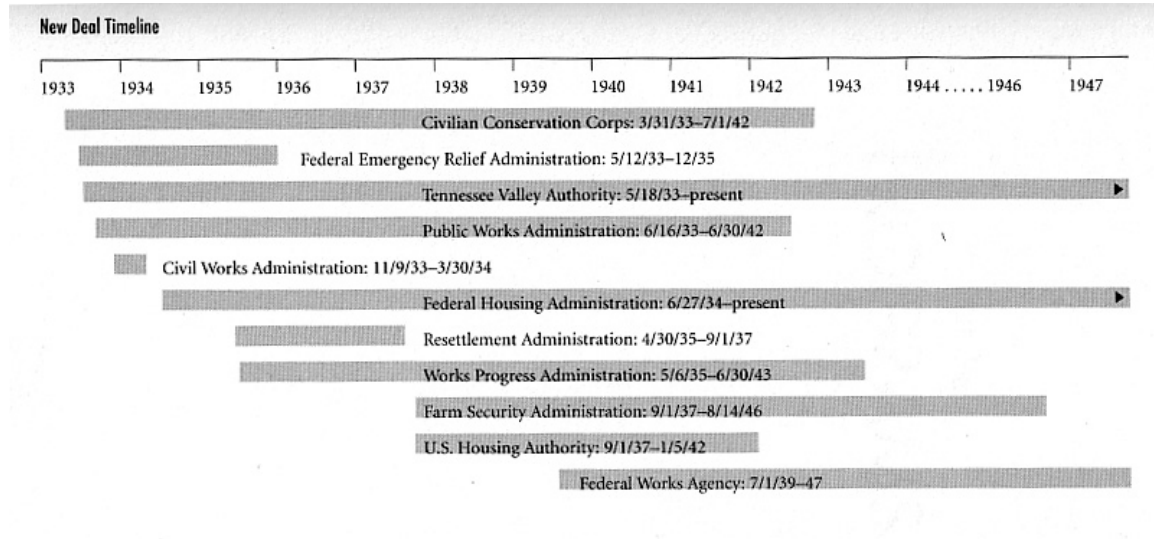 New Deal Timeline
1933 1934 1935 1936 1937 1938 1939 1940 1941 1942 1943 1944 ..... 1946 1947
Civilian Conservation Corps: 3/31/33–7/1/42
Federal Emergency Relief Administration: 5/12/33–12/35
Tennessee Valley Authority: 5/18/33–present
Public Works Administration: 6/16/33–6/30/42
Civil Works Administration: 11/9/33–3/30/34
Federal Housing Administration: 6/27/34–present
Resettlement Administration: 4/30/35–9/1/37
Works Progress Administration: 5/6/35–6/30/43
Farm Security Administration: 9/1/37–8/14/46
U.S. Housing Authority: 9/1/37–1/5/42
Federal Works Agency: 7/1/39–47